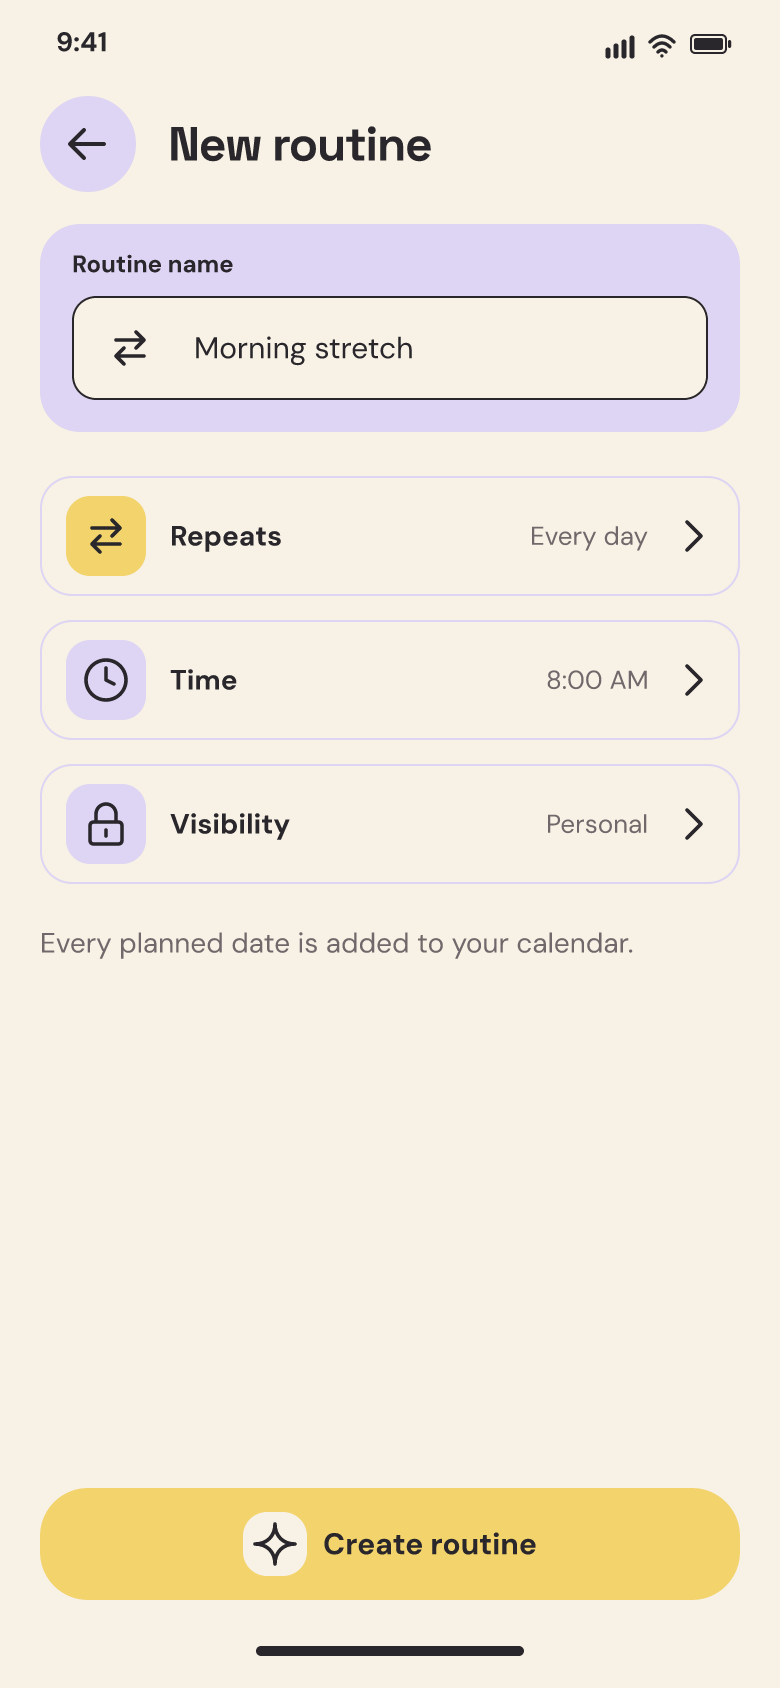 9:41
New routine
Routine name
Morning stretch
Repeats Every day
Time 8:00 AM
Visibility Personal
Every planned date is added to your calendar.
Create routine